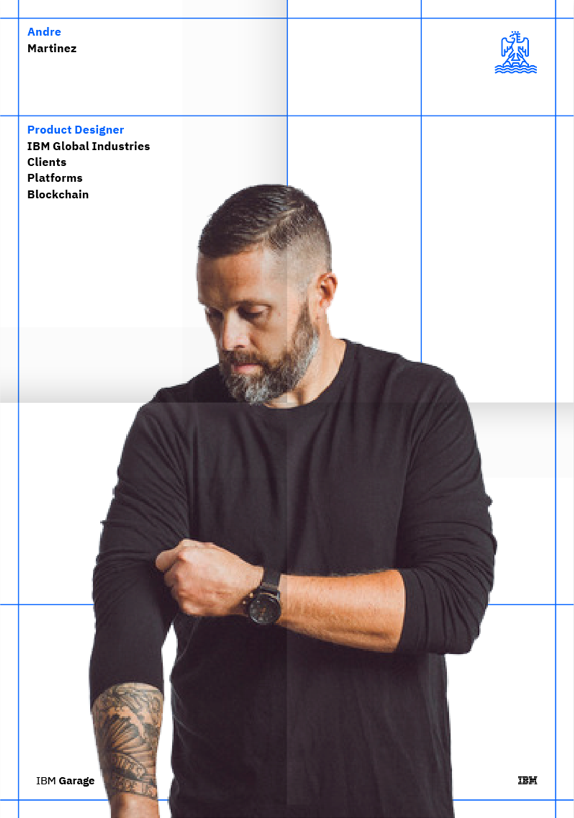 Andre
Martinez
Product Designer
IBM Global Industries
Clients
Platforms
Blockchain
IBM Garage
IBM